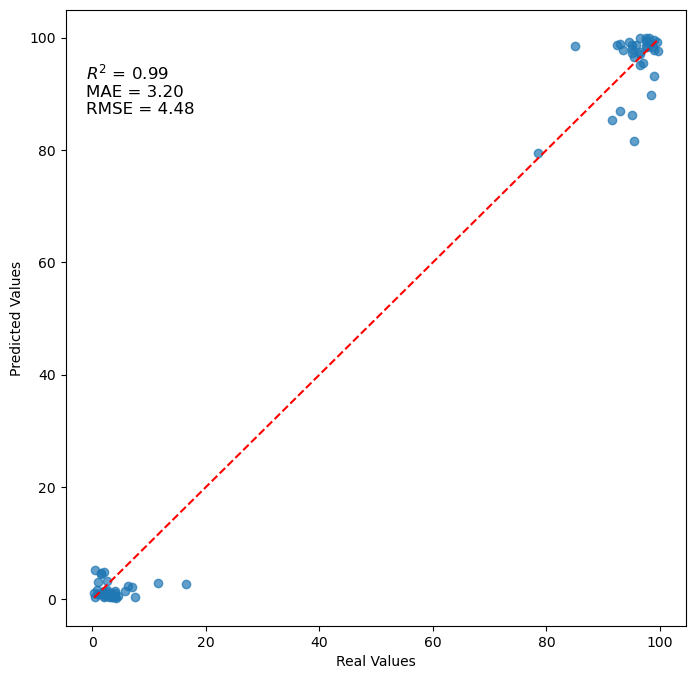 R² = 0.99
MAE = 3.20
RMSE = 4.48
Predicted Values
100
80
60
40
20
0
0 20 40 60 80 100
Real Values